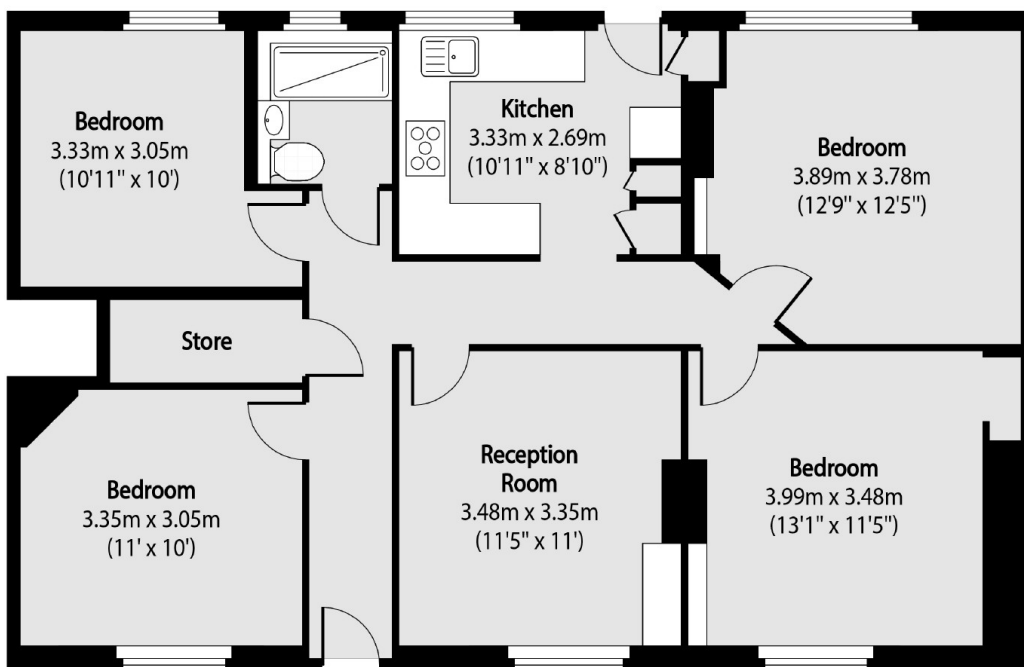 Bedroom
3.33m x 3.05m
(10'11" x 10')
Kitchen
3.33m x 2.69m
(10'11" x 8'10")
Bedroom
3.89m x 3.78m
(12'9" x 12'5")
Store
Bedroom
3.35m x 3.05m
(11' x 10')
Reception
Room
3.48m x 3.35m
(11'5" x 11')
Bedroom
3.99m x 3.48m
(13'1" x 11'5")